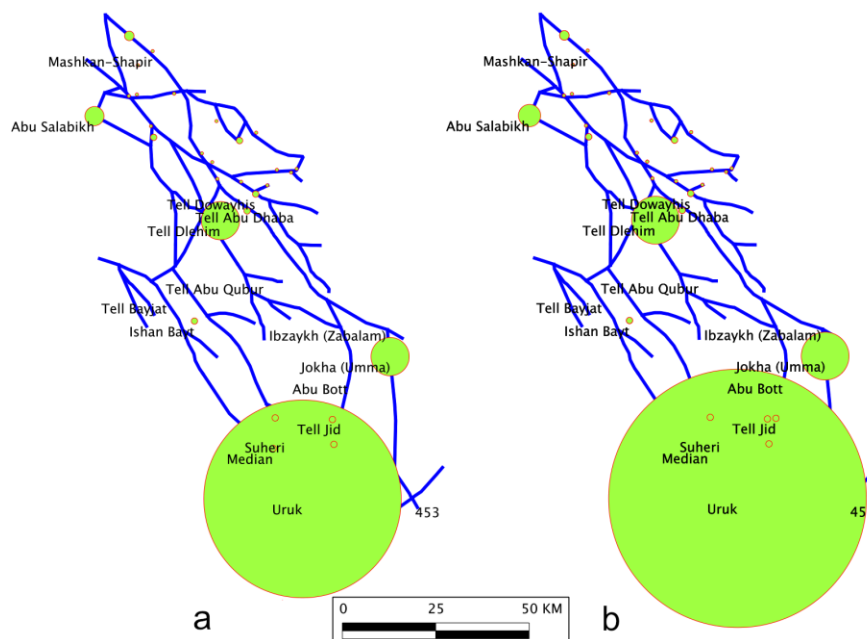 Mashkan-Shapir
Abu Salabikh
Tell Dowayhis
Tell Abu Dhaba
Tell Dlehim
Tell Abu Qubur
Tell Bayjat
Ishan Bayt
Ibzaykh (Zabalam)
Jokha (Umma)
Abu Bott
Tell Jid
Suheri
Median
Uruk
453
a
Mashkan-Shapir
Abu Salabikh
Tell Dowayhis
Tell Abu Dhaba
Tell Dlehim
Tell Abu Qubur
Tell Bayjat
Ishan Bayt
Ibzaykh (Zabalam)
Jokha (Umma)
Abu Bott
Tell Jid
Suheri
Median
Uruk
45
b
0 25 50 KM